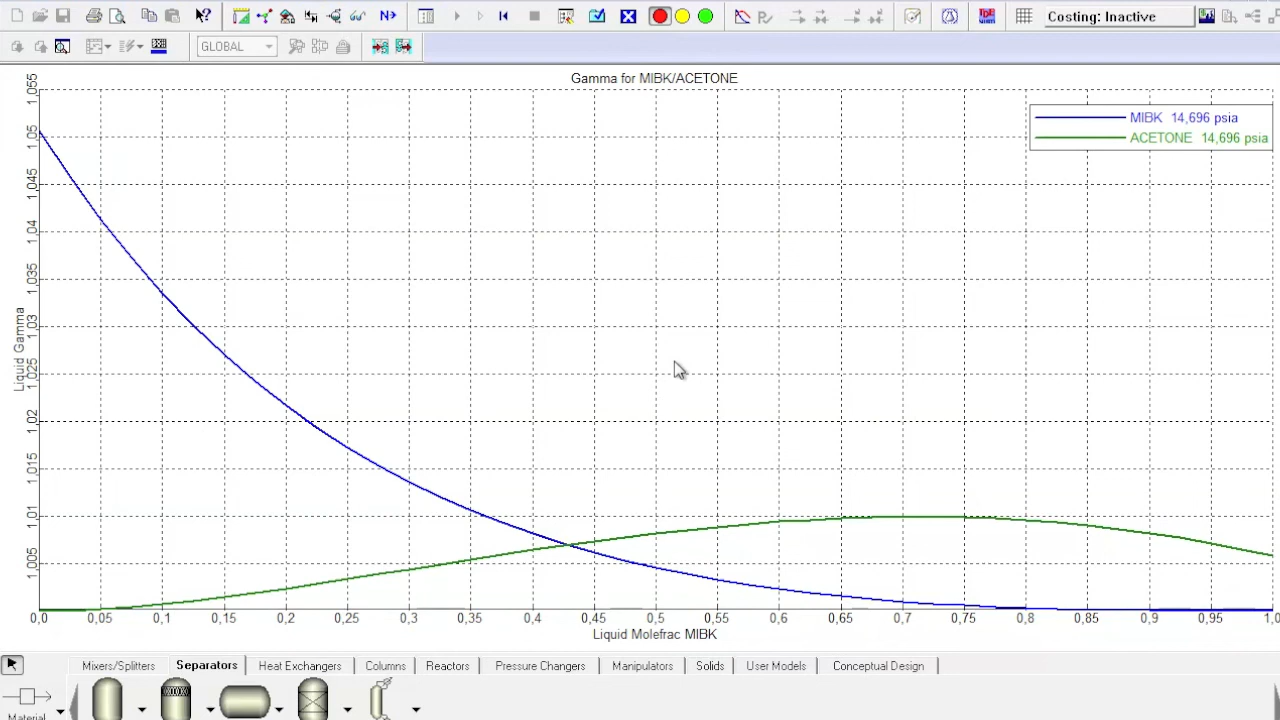 N>
Costing: Inactive
GLOBAL
Gamma for MIBK/ACETONE
MIBK 14,696 psia
ACETONE 14,696 psia
1.055
1.05
1.045
1.04
1.035
1.03
1.025
1.02
1.015
1.01
1.005
Liquid Gamma
0,0 0,05 0,1 0,15 0,2 0,25 0,3 0,35 0,4 0,45 0,5 0,55 0,6 0,65 0,7 0,75 0,8 0,85 0,9 0,95 1,0
Liquid Molefrac MIBK
Mixers/Splitters Separators Heat Exchangers Columns Reactors Pressure Changers Manipulators Solids User Models Conceptual Design
Material